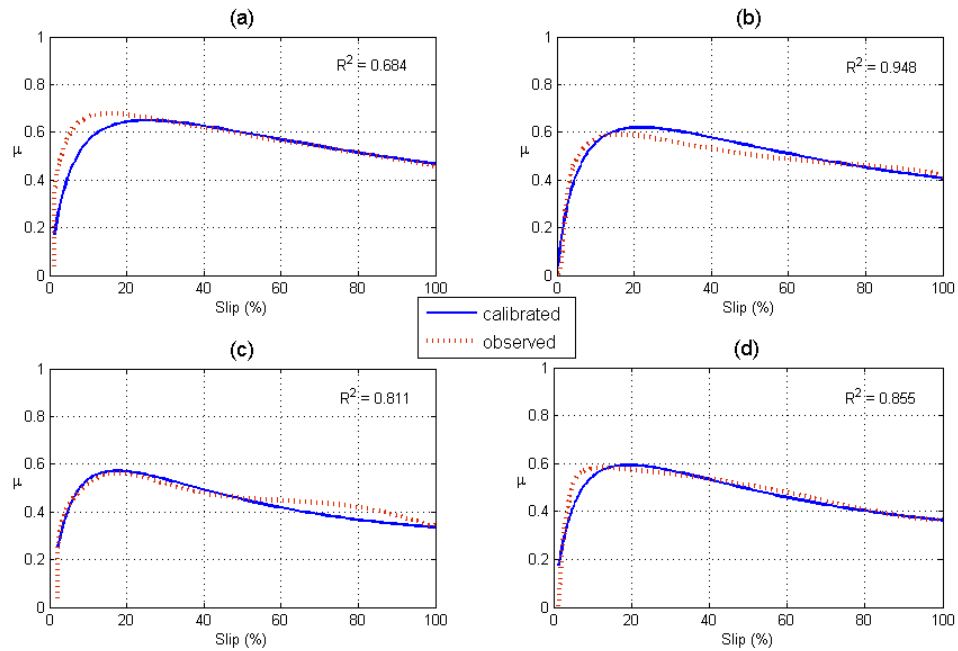 (a)
1
0.8
0.6
0.4
0.2
0
μ
R² = 0.684
0 20 40 60 80 100
Slip (%)
(b)
1
0.8
0.6
0.4
0.2
0
μ
R² = 0.948
0 20 40 60 80 100
Slip (%)
calibrated
observed
(c)
1
0.8
0.6
0.4
0.2
0
μ
R² = 0.811
0 20 40 60 80 100
Slip (%)
(d)
1
0.8
0.6
0.4
0.2
0
μ
R² = 0.855
0 20 40 60 80 100
Slip (%)